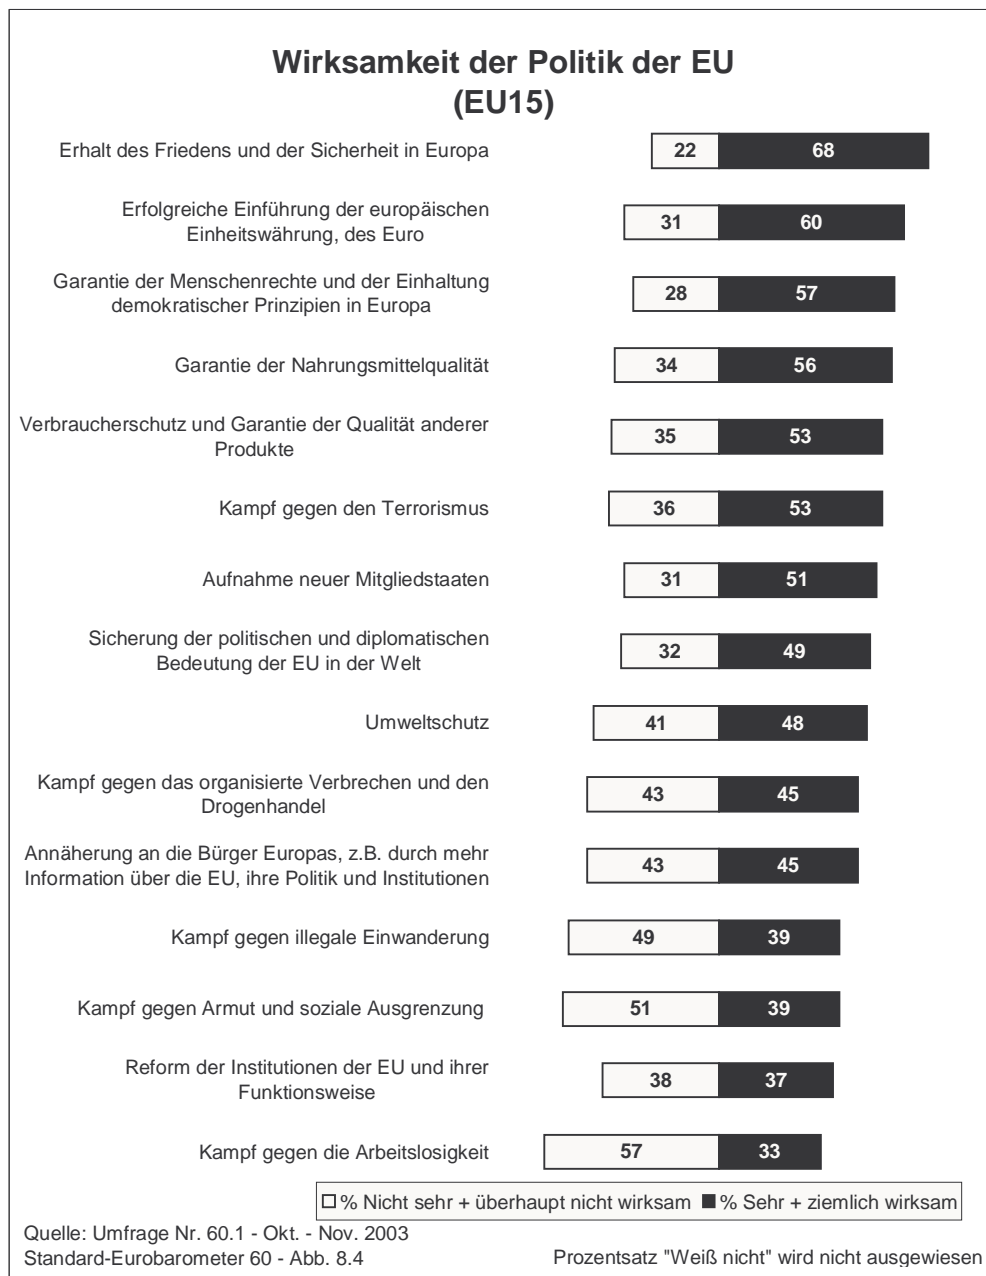 Wirksamkeit der Politik der EU
(EU15)
Erhalt des Friedens und der Sicherheit in Europa
22 68
Erfolgreiche Einführung der europäischen
Einheitswährung, des Euro
31 60
Garantie der Menschenrechte und der Einhaltung
demokratischer Prinzipien in Europa
28 57
Garantie der Nahrungsmittelqualität
34 56
Verbraucherschutz und Garantie der Qualität anderer
Produkte
35 53
Kampf gegen den Terrorismus
36 53
Aufnahme neuer Mitgliedstaaten
31 51
Sicherung der politischen und diplomatischen
Bedeutung der EU in der Welt
32 49
Umweltschutz
41 48
Kampf gegen das organisierte Verbrechen und den
Drogenhandel
43 45
Annäherung an die Bürger Europas, z.B. durch mehr
Information über die EU, ihre Politik und Institutionen
43 45
Kampf gegen illegale Einwanderung
49 39
Kampf gegen Armut und soziale Ausgrenzung
51 39
Reform der Institutionen der EU und ihrer
Funktionsweise
38 37
Kampf gegen die Arbeitslosigkeit
57 33
% Nicht sehr + überhaupt nicht wirksam % Sehr + ziemlich wirksam
Quelle: Umfrage Nr. 60.1 - Okt. - Nov. 2003
Standard-Eurobarometer 60 - Abb. 8.4
Prozentsatz "Weiß nicht" wird nicht ausgewiesen